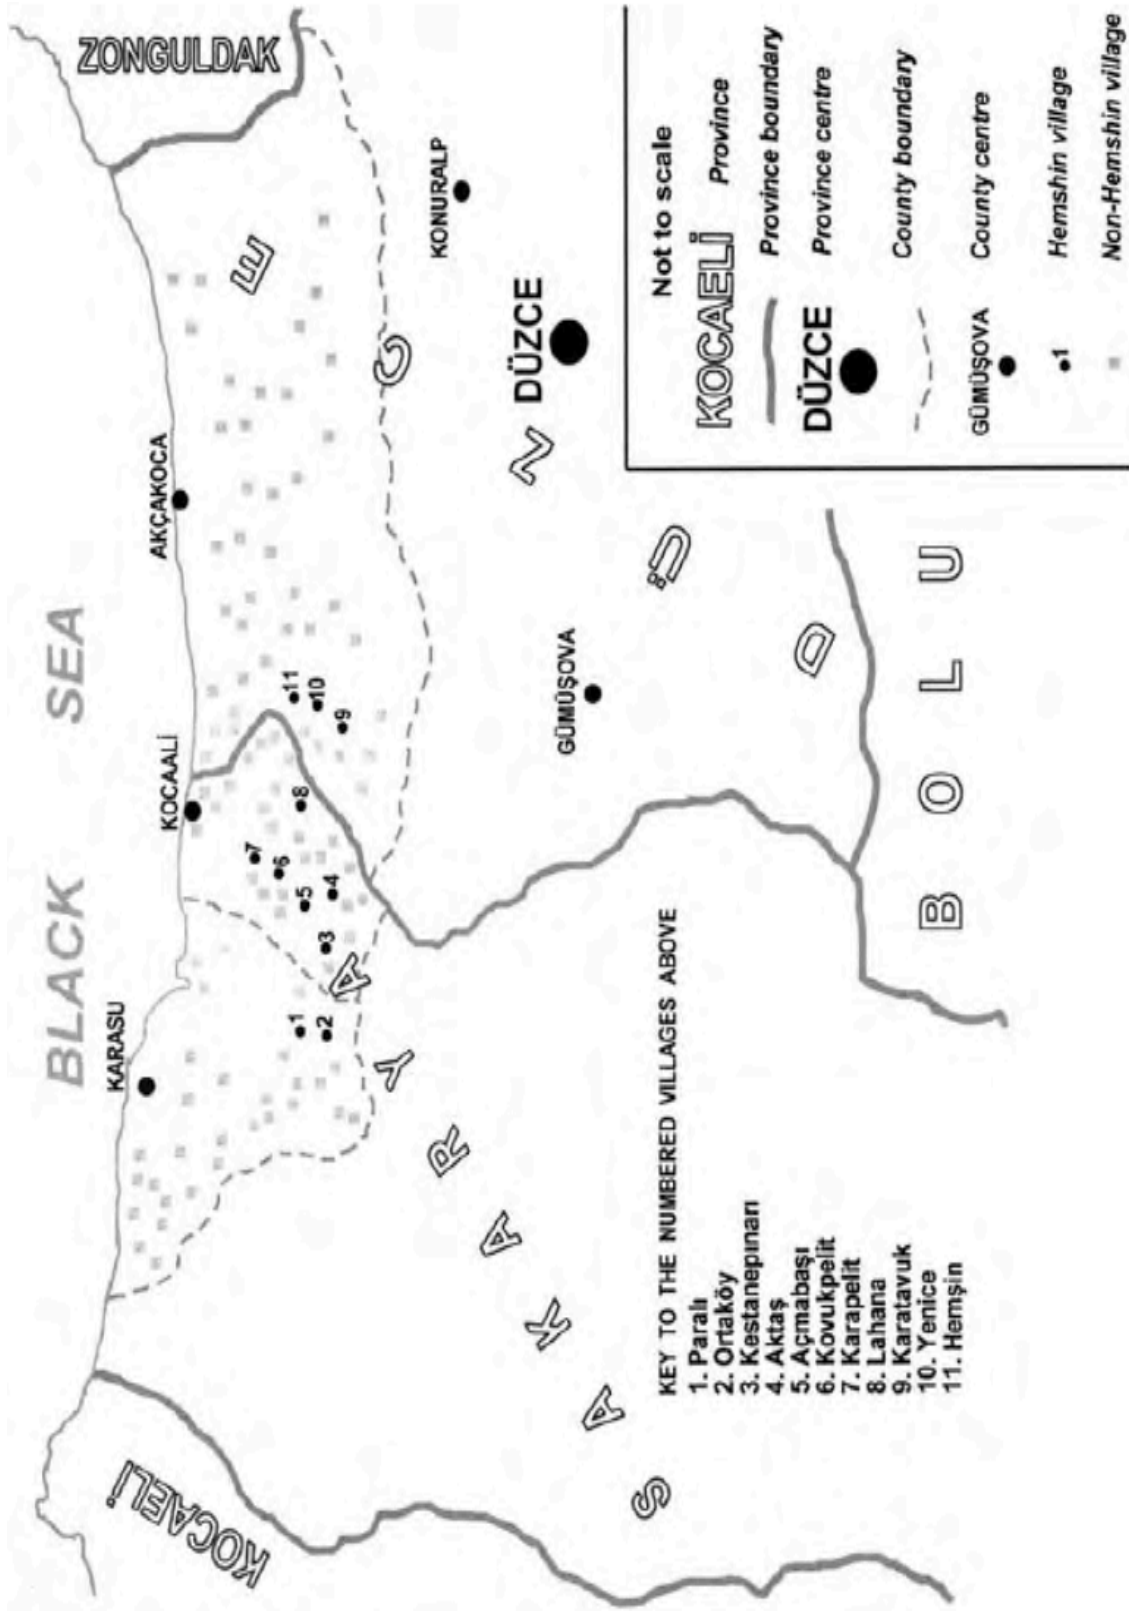 BLACK SEA
ZONGULDAK
KOCAELİ
KARASU
KOCAALİ
AKÇAKOCA
KONURALP
DÜZCE
GÜMÜŞOVA
SAKARYA
DÜZCE
BOLU
1
2
3
4
5
6
7
8
9
10
11
KEY TO THE NUMBERED VILLAGES ABOVE
1. Paralı
2. Ortaköy
3. Kestanepınarı
4. Aktaş
5. Açmabaşı
6. Kovukpelit
7. Karapelit
8. Lahana
9. Karatavuk
10. Yenice
11. Hemşin
Not to scale
KOCAELİ Province
Province boundary
DÜZCE Province centre
County boundary
GÜMÜŞOVA County centre
1 Hemshin village
Non-Hemshin village